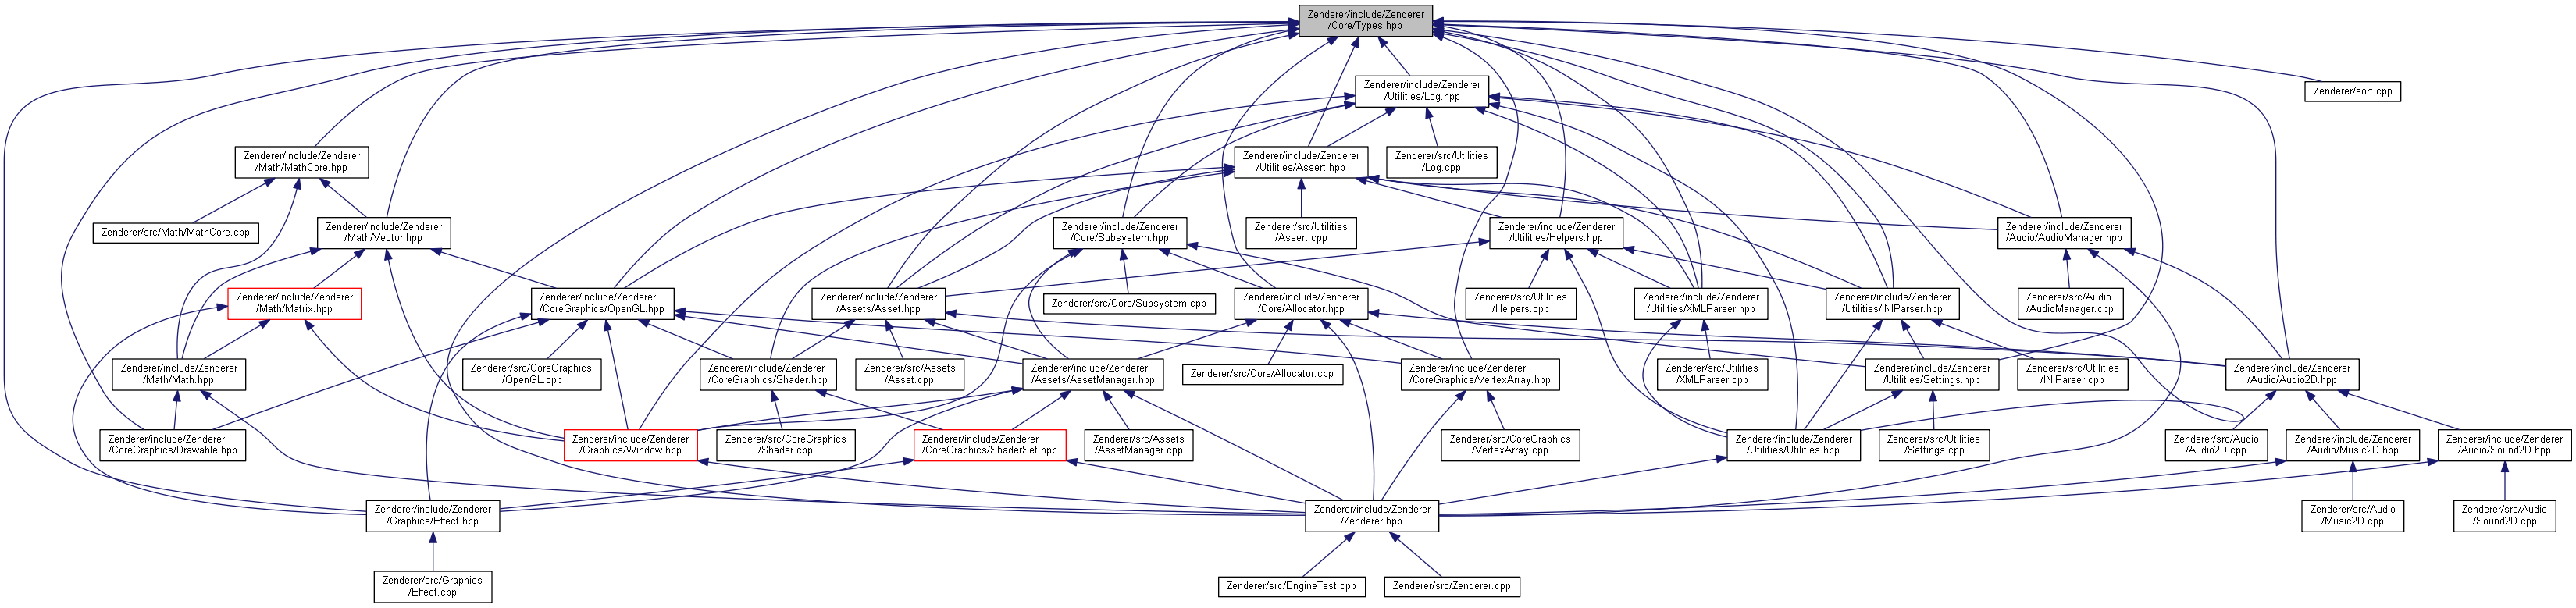 Zenderer/include/Zenderer
/Core/Types.hpp
Zenderer/include/Zenderer
/Utilities/Log.hpp
Zenderer/sort.cpp
Zenderer/include/Zenderer
/Math/MathCore.hpp
Zenderer/include/Zenderer
/Utilities/Assert.hpp
Zenderer/src/Utilities
/Log.cpp
Zenderer/src/Math/MathCore.cpp
Zenderer/include/Zenderer
/Math/Vector.hpp
Zenderer/include/Zenderer
/Core/Subsystem.hpp
Zenderer/src/Utilities
/Assert.cpp
Zenderer/include/Zenderer
/Utilities/Helpers.hpp
Zenderer/include/Zenderer
/Audio/AudioManager.hpp
Zenderer/include/Zenderer
/Math/Matrix.hpp
Zenderer/include/Zenderer
/CoreGraphics/OpenGL.hpp
Zenderer/include/Zenderer
/Assets/Asset.hpp
Zenderer/src/Core/Subsystem.cpp
Zenderer/include/Zenderer
/Core/Allocator.hpp
Zenderer/src/Utilities
/Helpers.cpp
Zenderer/include/Zenderer
/Utilities/XMLParser.hpp
Zenderer/include/Zenderer
/Utilities/INIParser.hpp
Zenderer/src/Audio
/AudioManager.cpp
Zenderer/include/Zenderer
/Math/Math.hpp
Zenderer/src/CoreGraphics
/OpenGL.cpp
Zenderer/include/Zenderer
/CoreGraphics/Shader.hpp
Zenderer/src/Assets
/Asset.cpp
Zenderer/include/Zenderer
/Assets/AssetManager.hpp
Zenderer/src/Core/Allocator.cpp
Zenderer/include/Zenderer
/CoreGraphics/VertexArray.hpp
Zenderer/src/Utilities
/XMLParser.cpp
Zenderer/include/Zenderer
/Utilities/Settings.hpp
Zenderer/src/Utilities
/INIParser.cpp
Zenderer/include/Zenderer
/Audio/Audio2D.hpp
Zenderer/include/Zenderer
/CoreGraphics/Drawable.hpp
Zenderer/include/Zenderer
/Graphics/Window.hpp
Zenderer/src/CoreGraphics
/Shader.cpp
Zenderer/include/Zenderer
/CoreGraphics/ShaderSet.hpp
Zenderer/src/Assets
/AssetManager.cpp
Zenderer/src/CoreGraphics
/VertexArray.cpp
Zenderer/include/Zenderer
/Utilities/Utilities.hpp
Zenderer/src/Utilities
/Settings.cpp
Zenderer/src/Audio
/Audio2D.cpp
Zenderer/include/Zenderer
/Audio/Music2D.hpp
Zenderer/include/Zenderer
/Audio/Sound2D.hpp
Zenderer/include/Zenderer
/Graphics/Effect.hpp
Zenderer/include/Zenderer
/Zenderer.hpp
Zenderer/src/Audio
/Music2D.cpp
Zenderer/src/Audio
/Sound2D.cpp
Zenderer/src/Graphics
/Effect.cpp
Zenderer/src/EngineTest.cpp
Zenderer/src/Zenderer.cpp